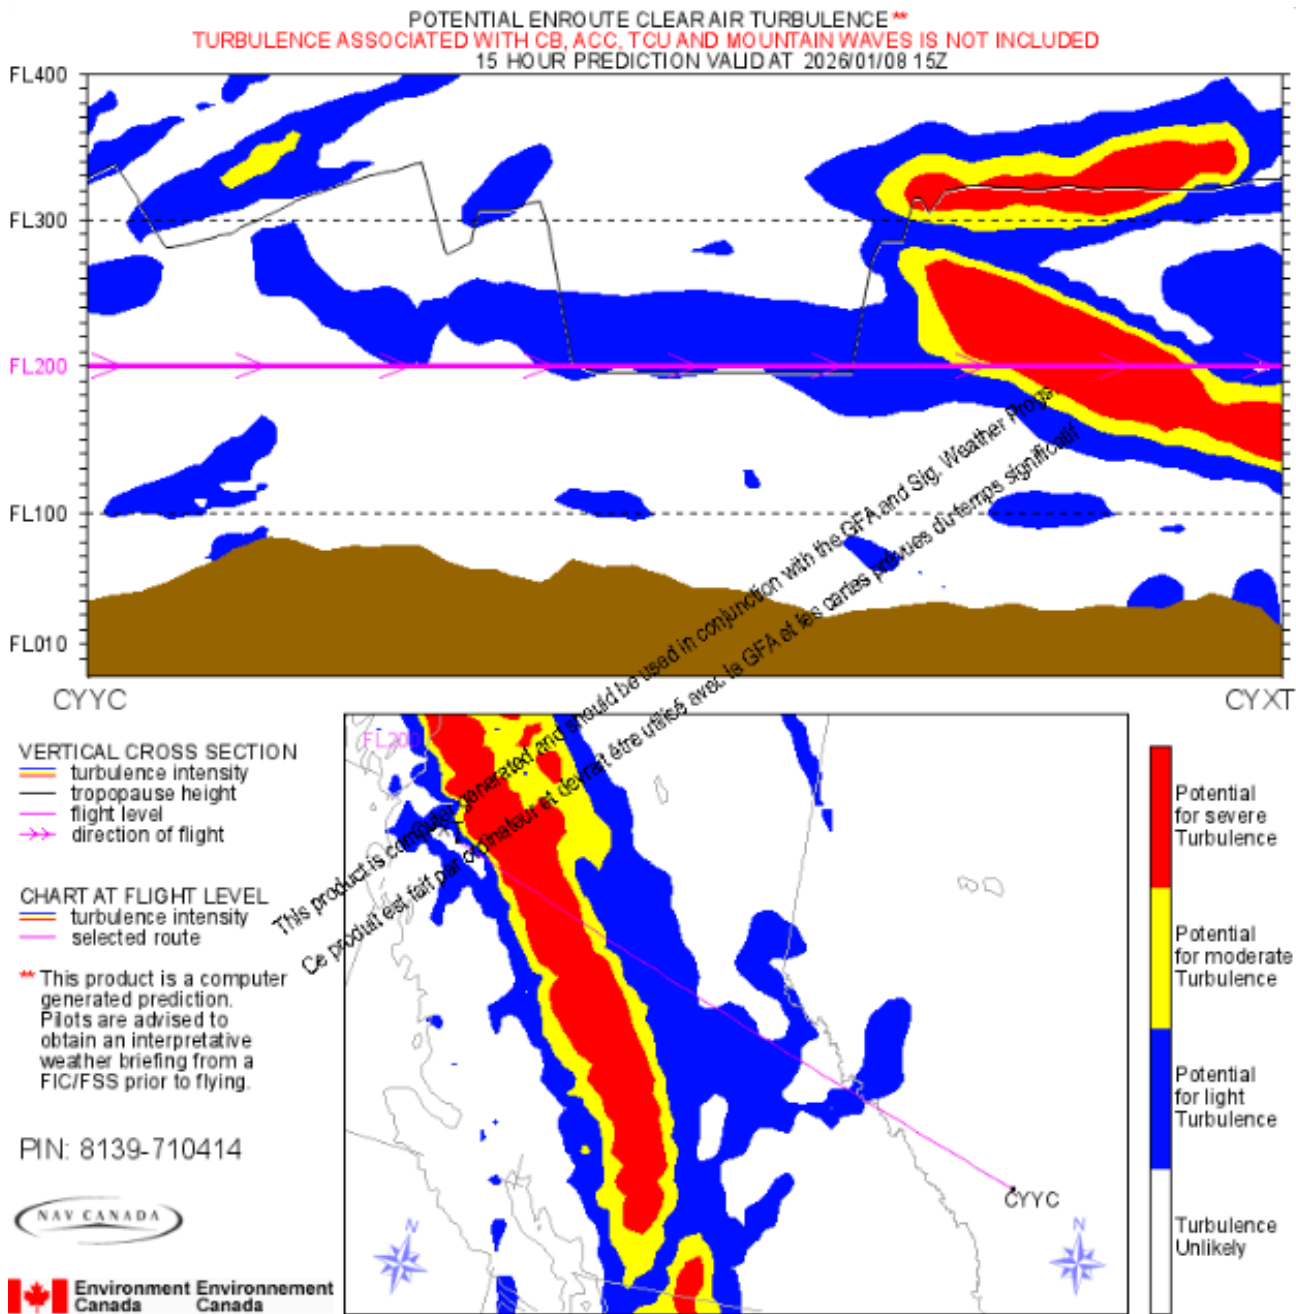 POTENTIAL ENROUTE CLEAR AIR TURBULENCE **
TURBULENCE ASSOCIATED WITH CB, ACC, TCU AND MOUNTAIN WAVES IS NOT INCLUDED
15 HOUR PREDICTION VALID AT 2026/01/08 15Z
FL400
FL300
FL200
FL100
FL010
CYYC
CYXT
VERTICAL CROSS SECTION
turbulence intensity
tropopause height
flight level
direction of flight
CHART AT FLIGHT LEVEL
turbulence intensity
selected route
** This product is a computer
generated prediction.
Pilots are advised to
obtain an interpretative
weather briefing from a
FIC/FSS prior to flying.
PIN: 8139-710414
NAV CANADA
Environment Environnement
Canada Canada
FL200
This product is computer generated and should be used in conjunction with the GFA and Sig. Weather Progs.
Ce produit est fait par ordinateur et devrait être utilisé avec la GFA et les cartes prévues du temps significatif
CYYC
N
N
Potential
for severe
Turbulence
Potential
for moderate
Turbulence
Potential
for light
Turbulence
Turbulence
Unlikely